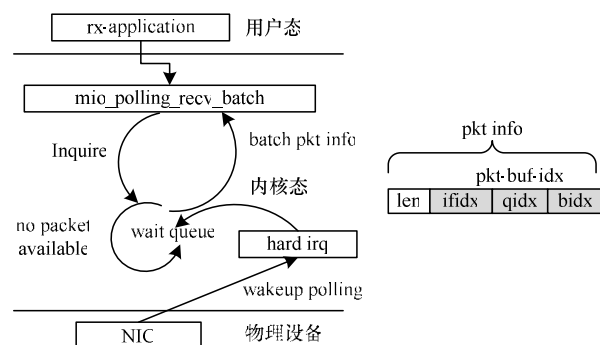 rx-application
用户态
mio_polling_recv_batch
Inquire
batch pkt info
内核态
no packet
available
wait queue
hard irq
wakeup polling
NIC
物理设备
pkt info
pkt-buf-idx
len
ifidx
qidx
bidx